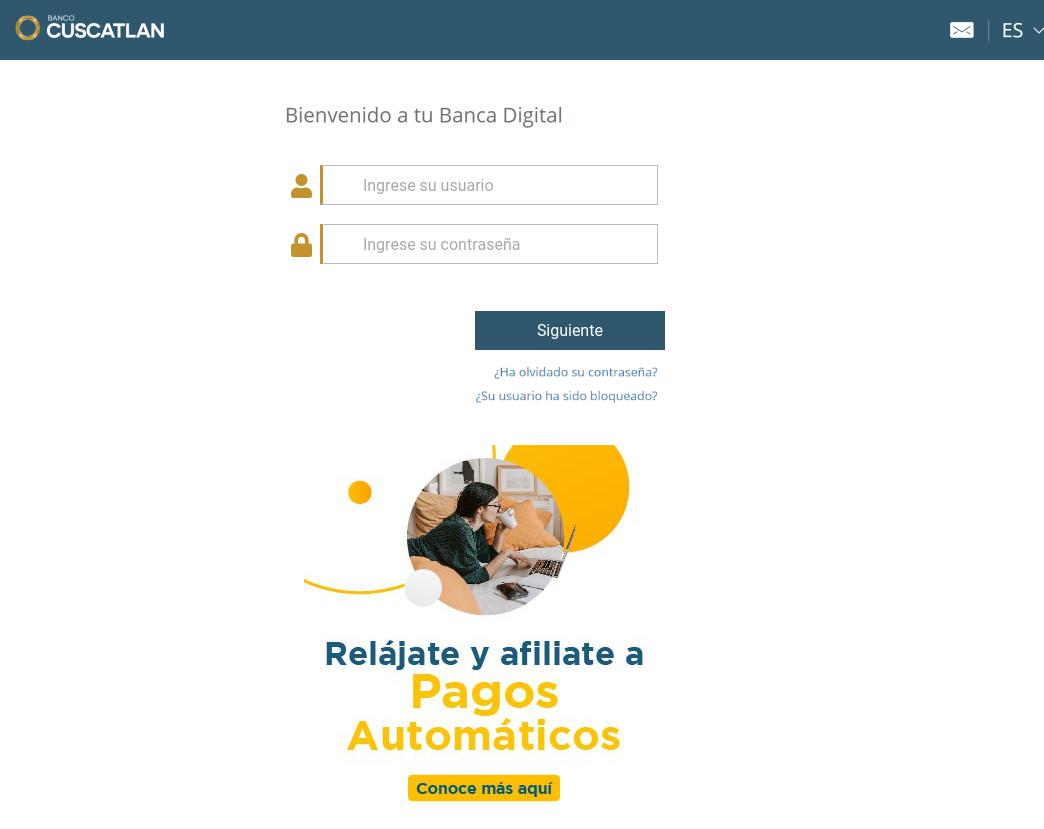 BANCO
CUSCATLAN
ES
Bienvenido a tu Banca Digital
Ingrese su usuario
Ingrese su contraseña
Siguiente
¿Ha olvidado su contraseña?
¿Su usuario ha sido bloqueado?
Relájate y afiliate a
Pagos
Automáticos
Conoce más aquí